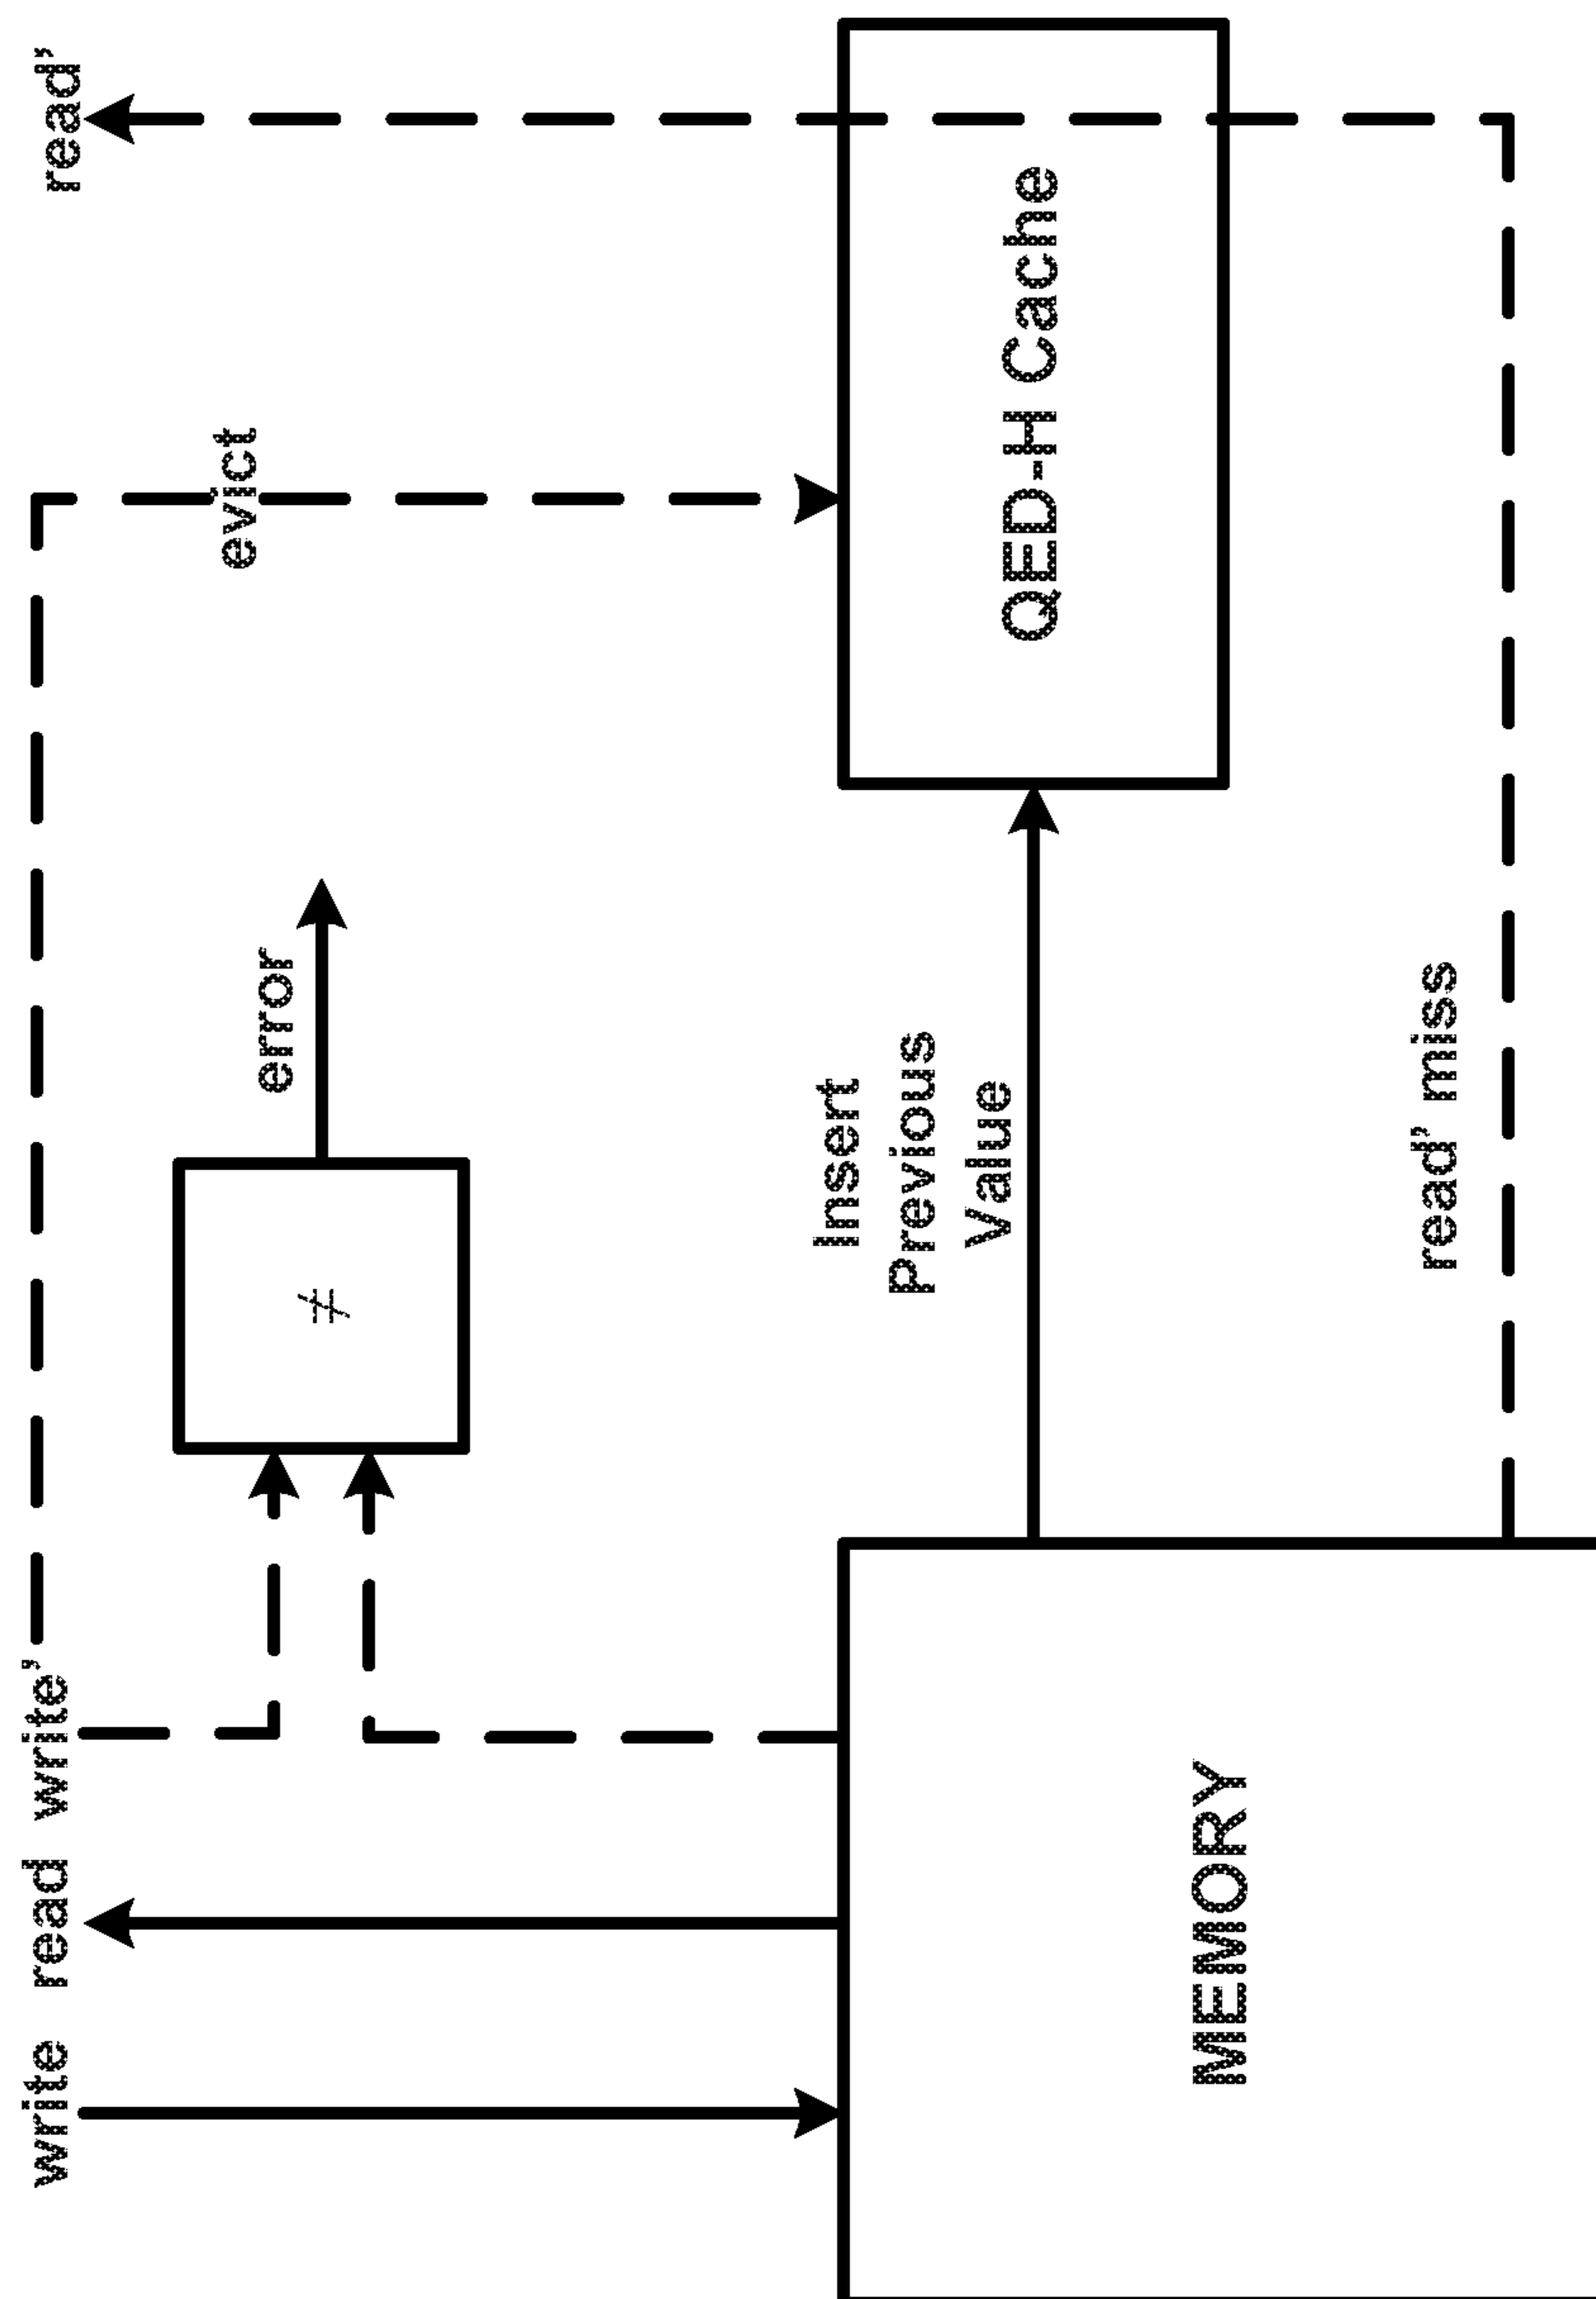 write read write’
read’
evict
error
≠
Insert
Previous
Value
QED-H Cache
read’ miss
MEMORY